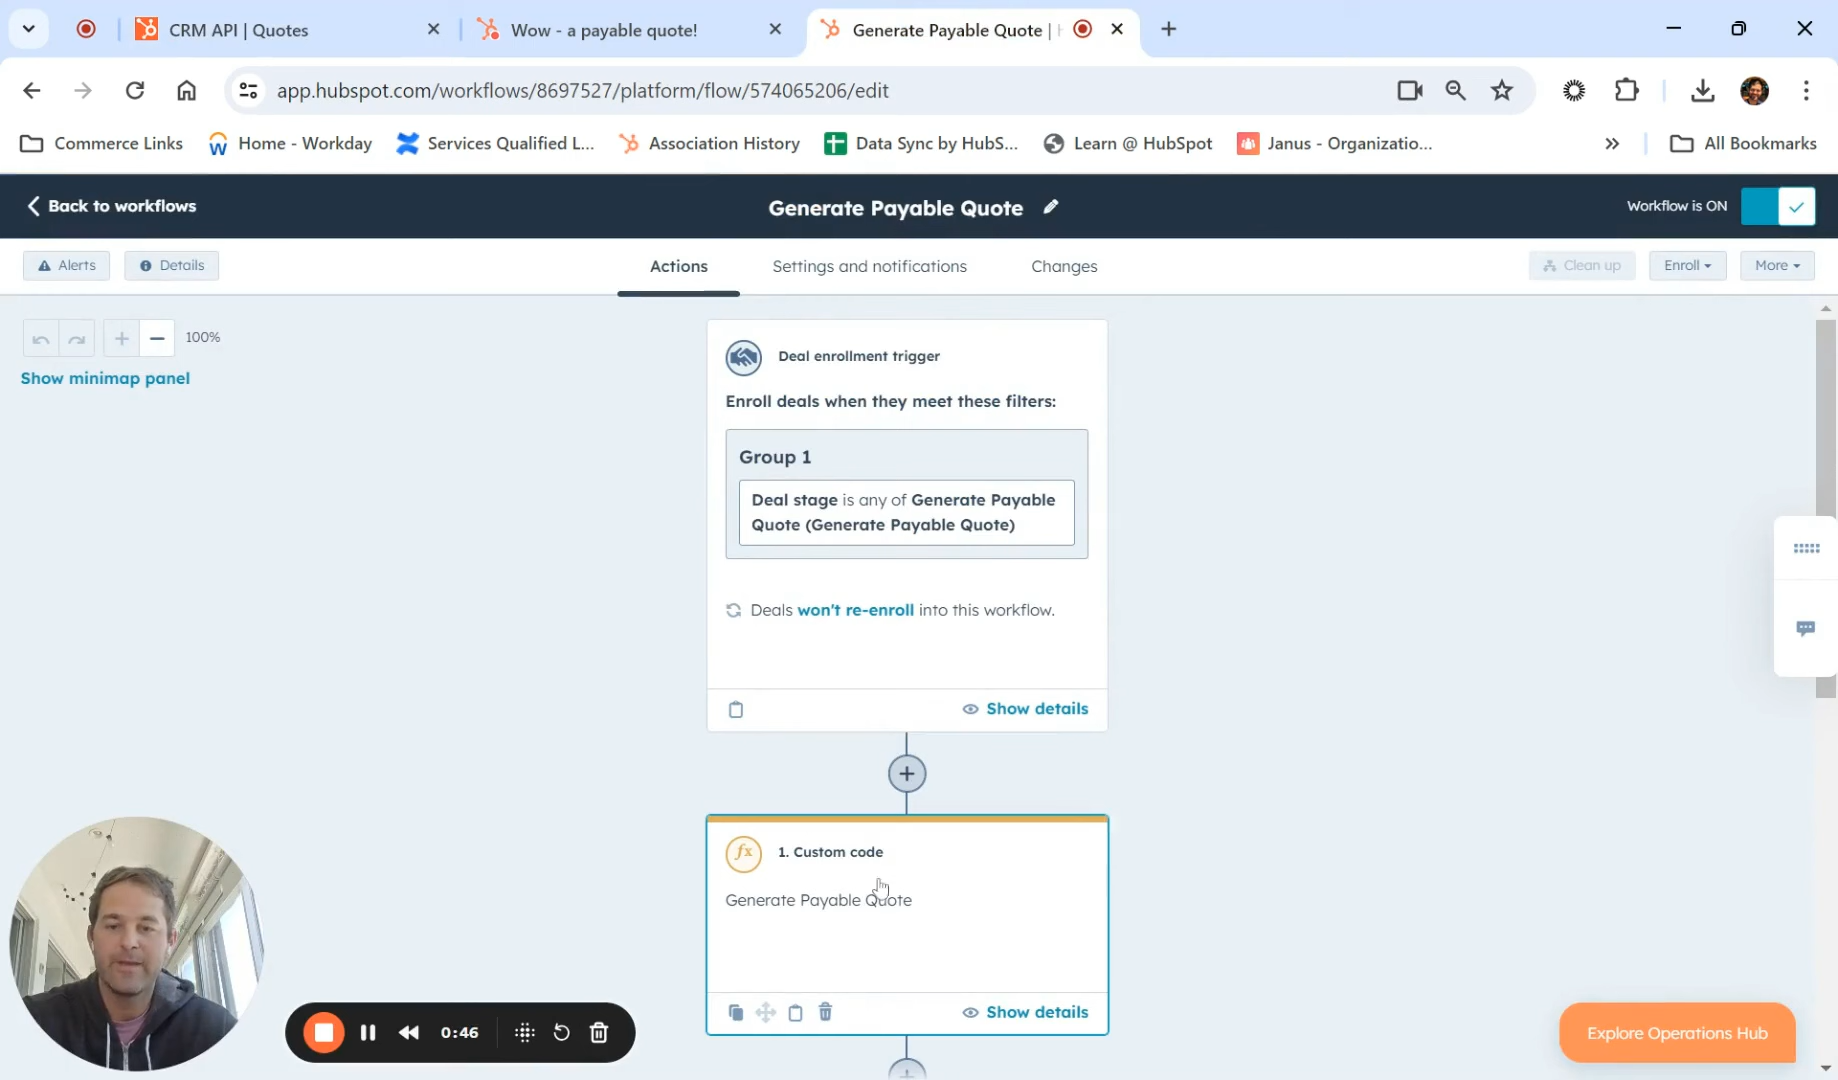 CRM API | Quotes
Wow - a payable quote!
Generate Payable Quote |
app.hubspot.com/workflows/8697527/platform/flow/574065206/edit
Commerce Links
Home - Workday
Services Qualified L...
Association History
Data Sync by HubS...
Learn @ HubSpot
Janus - Organizatio...
»
All Bookmarks
Back to workflows
Generate Payable Quote
Workflow is ON
Alerts
Details
Actions
Settings and notifications
Changes
Clean up
Enroll
More
100%
Show minimap panel
Deal enrollment trigger
Enroll deals when they meet these filters:
Group 1
Deal stage is any of Generate Payable
Quote (Generate Payable Quote)
Deals won't re-enroll into this workflow.
Show details
fx
1. Custom code
Generate Payable Quote
Show details
0:46
Explore Operations Hub